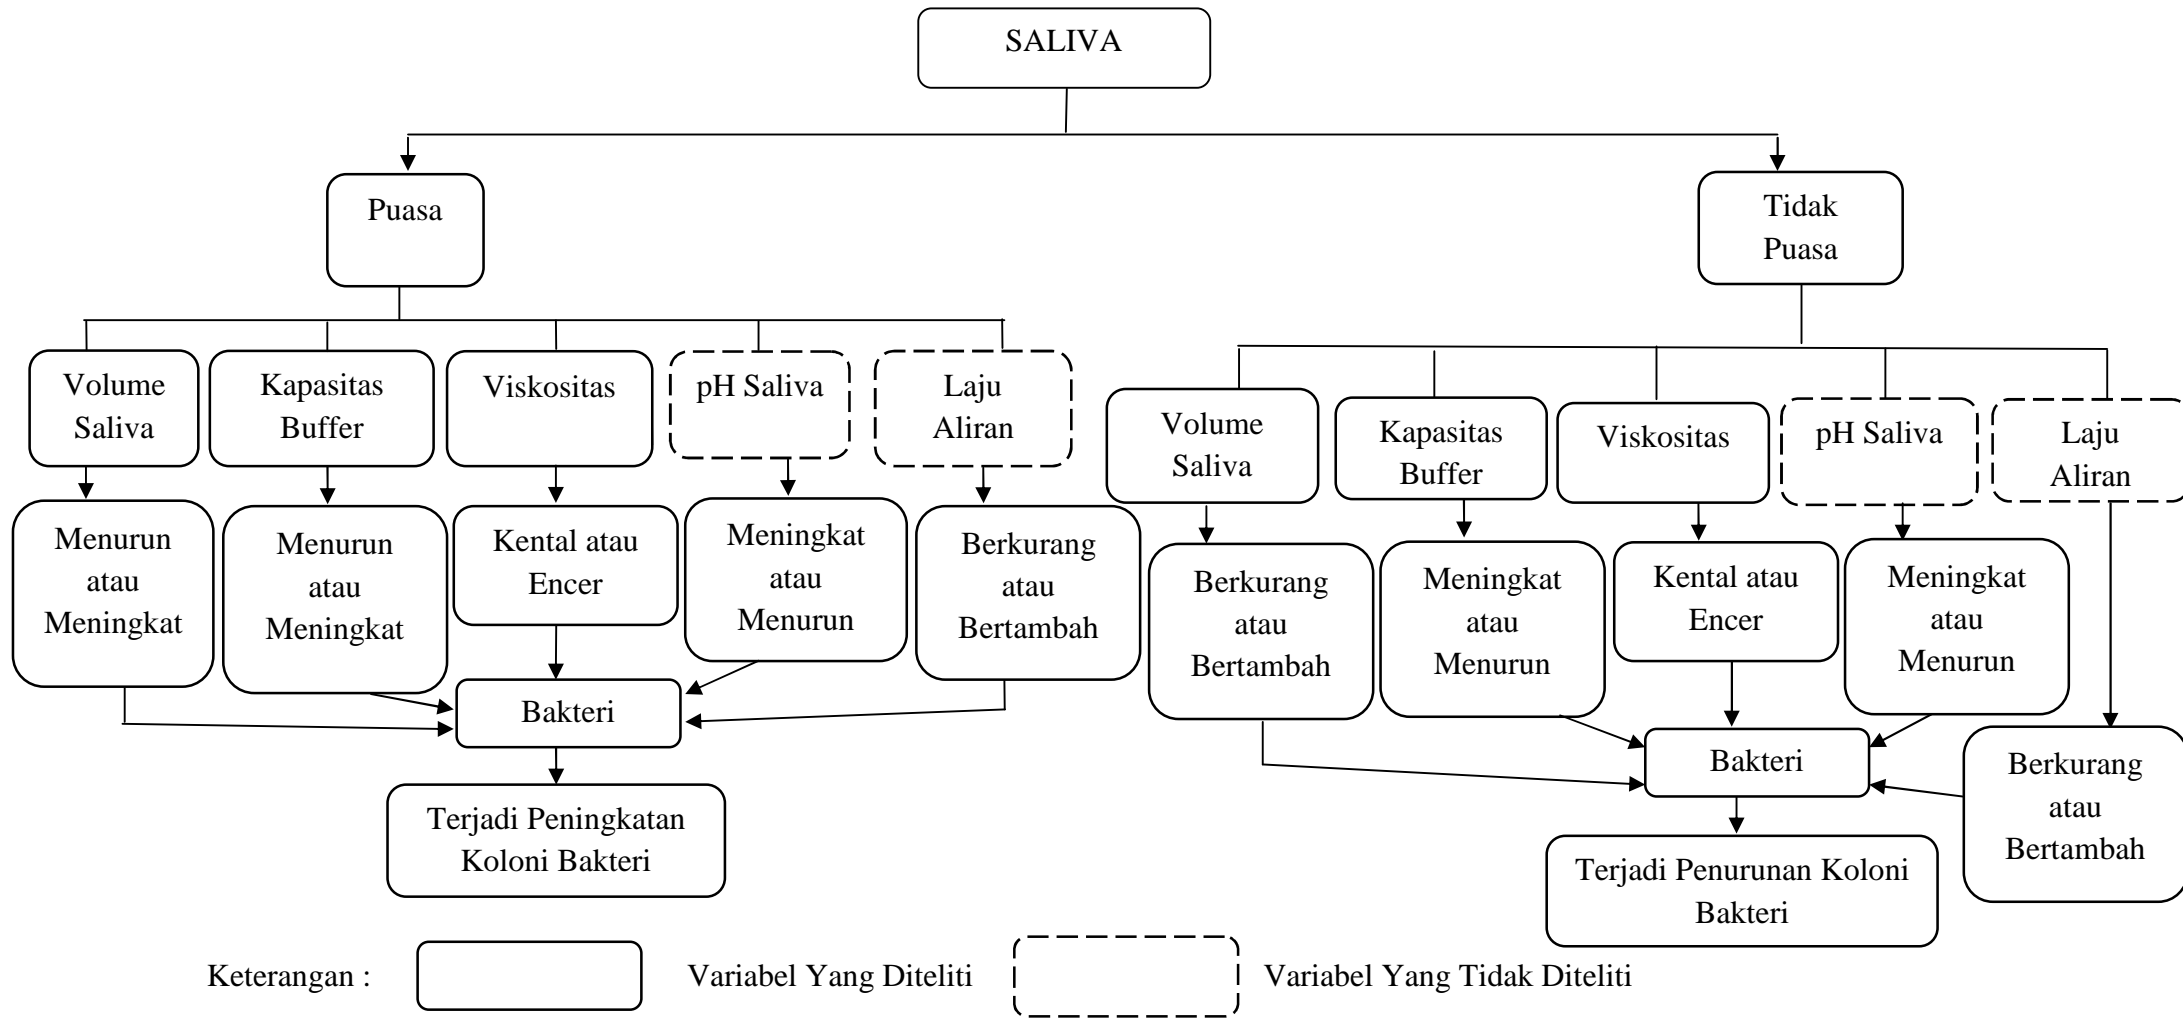 SALIVA
Puasa
Tidak
Puasa
Volume
Saliva
Kapasitas
Buffer
Viskositas
pH Saliva
Laju
Aliran
Volume
Saliva
Kapasitas
Buffer
Viskositas
pH Saliva
Laju
Aliran
Menurun
atau
Meningkat
Menurun
atau
Meningkat
Kental atau
Encer
Meningkat
atau
Menurun
Berkurang
atau
Bertambah
Berkurang
atau
Bertambah
Meningkat
atau
Menurun
Kental atau
Encer
Meningkat
atau
Menurun
Berkurang
atau
Bertambah
Bakteri
Bakteri
Terjadi Peningkatan
Koloni Bakteri
Terjadi Penurunan Koloni
Bakteri
Keterangan :
Variabel Yang Diteliti
Variabel Yang Tidak Diteliti